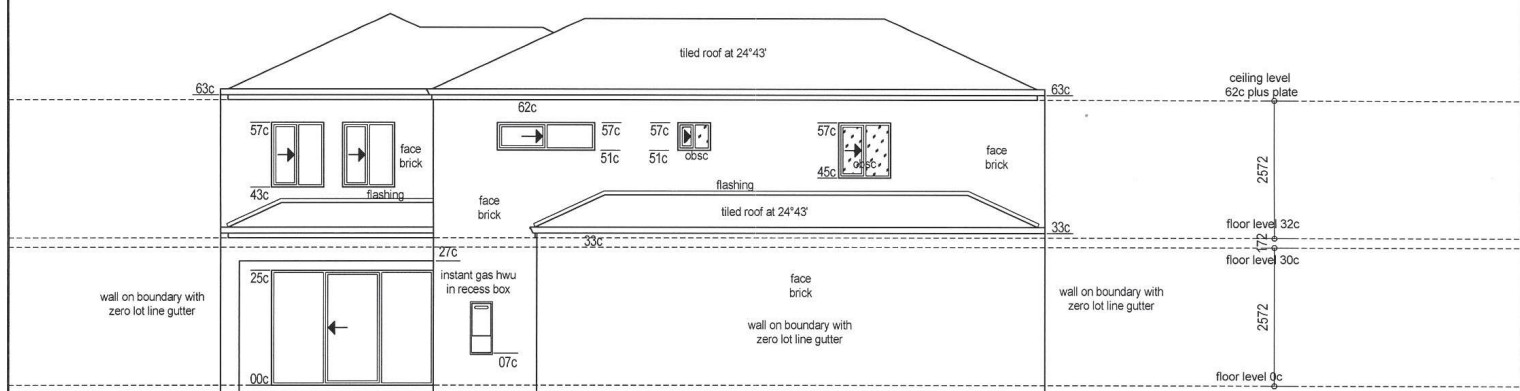 tiled roof at 24°43'
63c
63c
ceiling level
62c plus plate
62c
57c
57c
57c
57c
face
brick
51c
51c
obsc
obsc
face
brick
45c
43c
flashing
flashing
2572
face
brick
tiled roof at 24°43'
33c
33c
floor level 32c
172
floor level 30c
27c
25c
instant gas hwu
in recess box
face
brick
wall on boundary with
zero lot line gutter
wall on boundary with
zero lot line gutter
wall on boundary with
zero lot line gutter
2572
07c
00c
floor level 0c